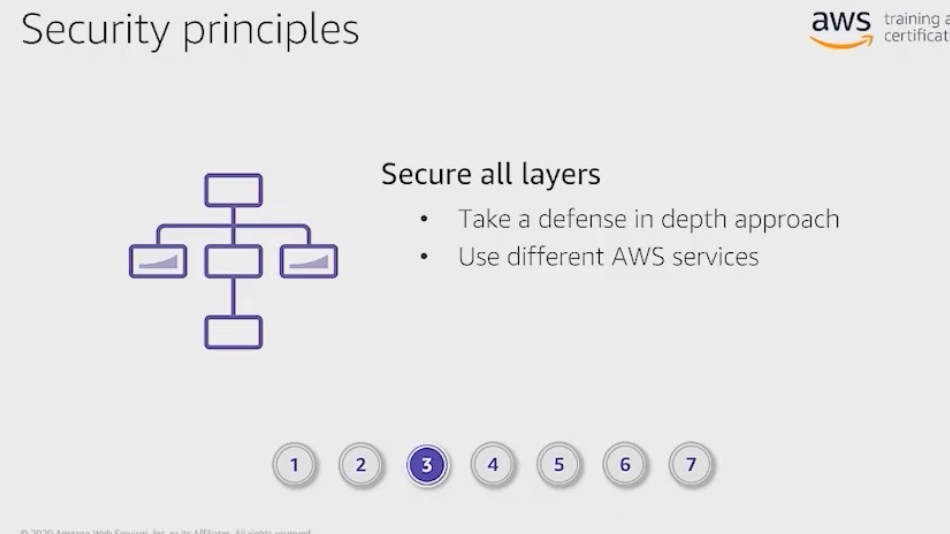 Security principles
aws training a
certificat
Secure all layers
• Take a defense in depth approach
• Use different AWS services
1 2 3 4 5 6 7
© 2020 Amazon Web Services, Inc. or its Affiliates. All rights reserved.